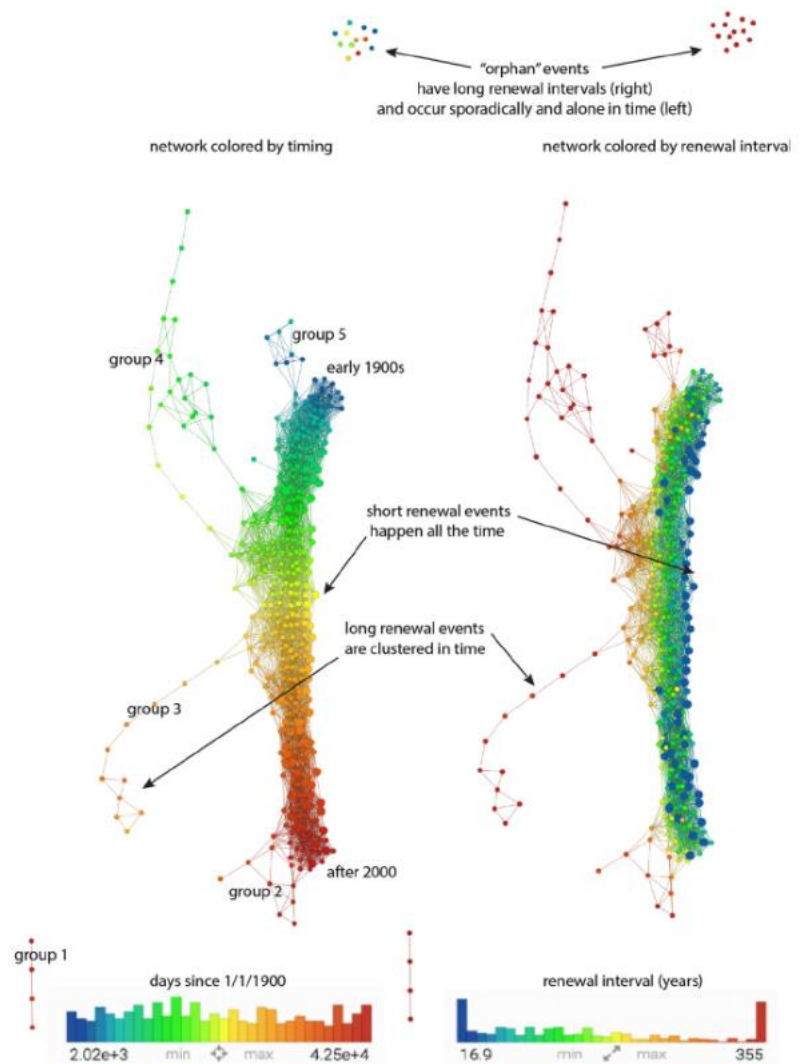 "orphan" events
have long renewal intervals (right)
and occur sporadically and alone in time (left)
network colored by timing
network colored by renewal interval
group 5
group 4
early 1900s
short renewal events
happen all the time
long renewal events
are clustered in time
group 3
after 2000
group 2
group 1
days since 1/1/1900
renewal interval (years)
2.02e+3 min max 4.25e+4
16.9 min max 355